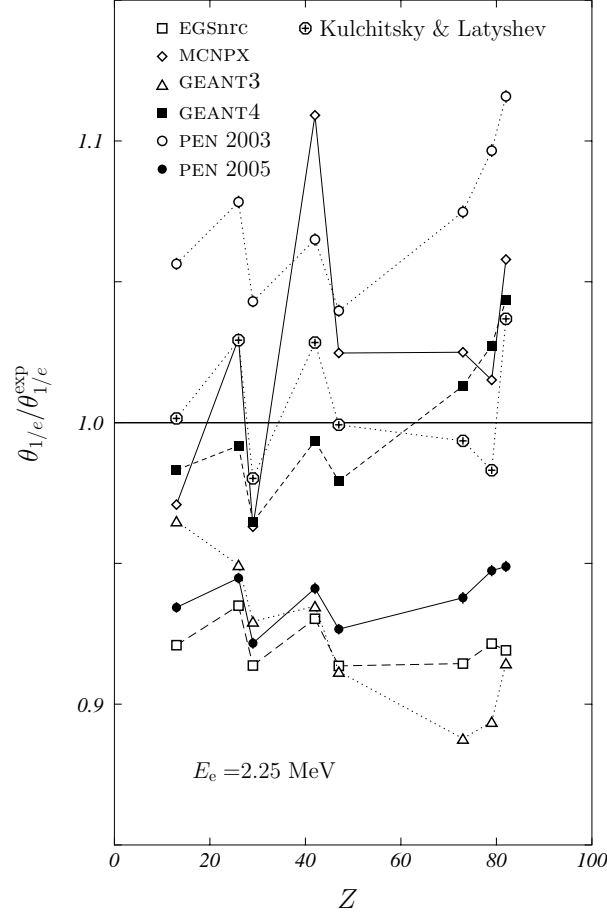 EGSnrc
MCNPX
GEANT3
GEANT4
PEN 2003
PEN 2005
Kulchitsky & Latyshev
1.1
1.0
0.9
θ1/e/θ1/e^exp
E_e =2.25 MeV
0 20 40 60 80 100
Z